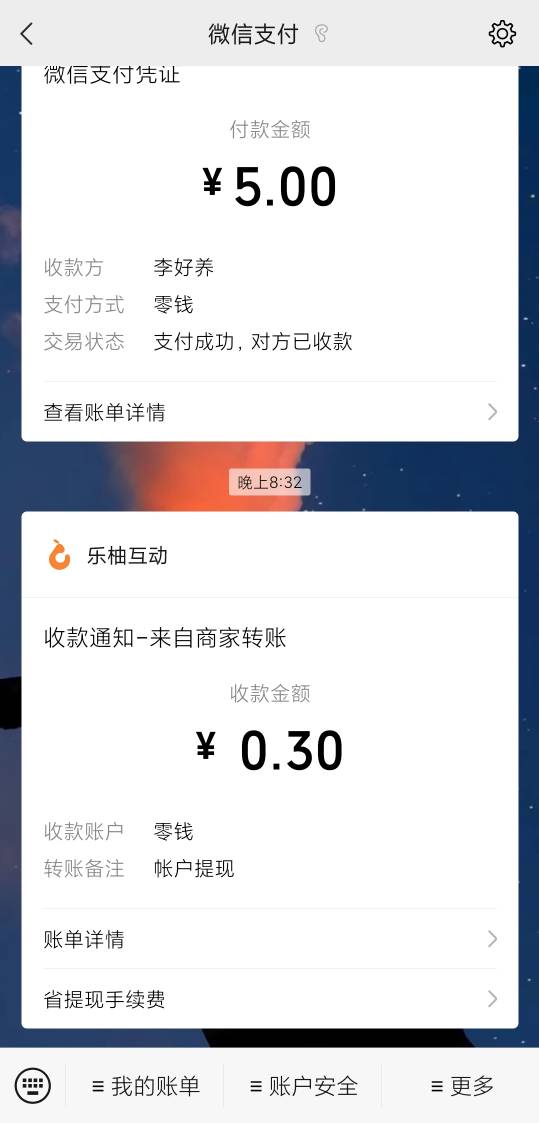 微信支付
微信支付凭证
付款金额
¥5.00
收款方 李好养
支付方式 零钱
交易状态 支付成功，对方已收款
查看账单详情
晚上8:32
乐柚互动
收款通知-来自商家转账
收款金额
¥ 0.30
收款账户 零钱
转账备注 帐户提现
账单详情
省提现手续费
我的账单 账户安全 更多